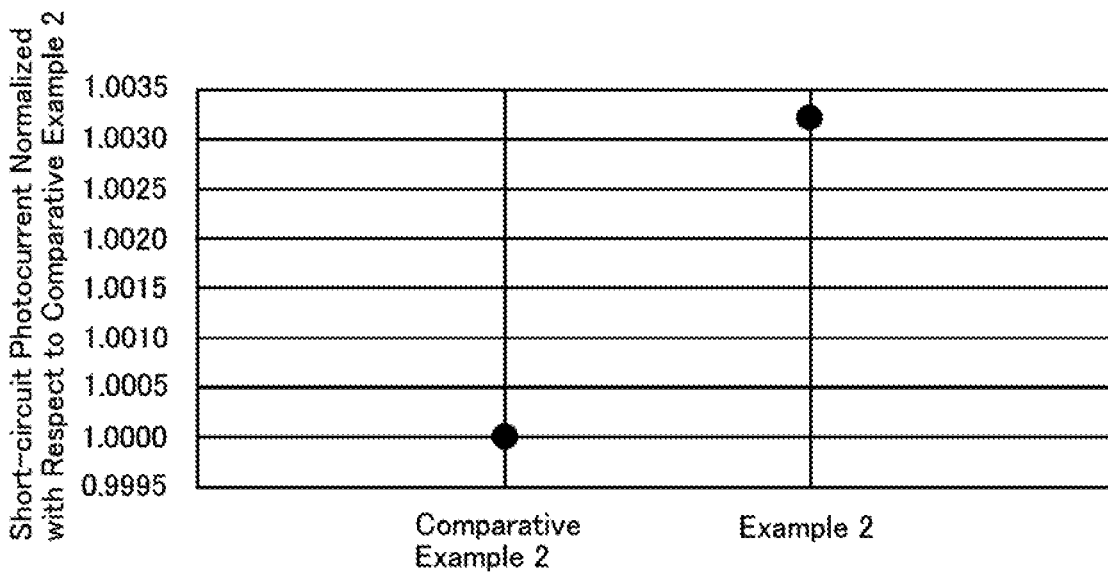 Short-circuit Photocurrent Normalized
with Respect to Comparative Example 2
1.0035
1.0030
1.0025
1.0020
1.0015
1.0010
1.0005
1.0000
0.9995
Comparative
Example 2
Example 2